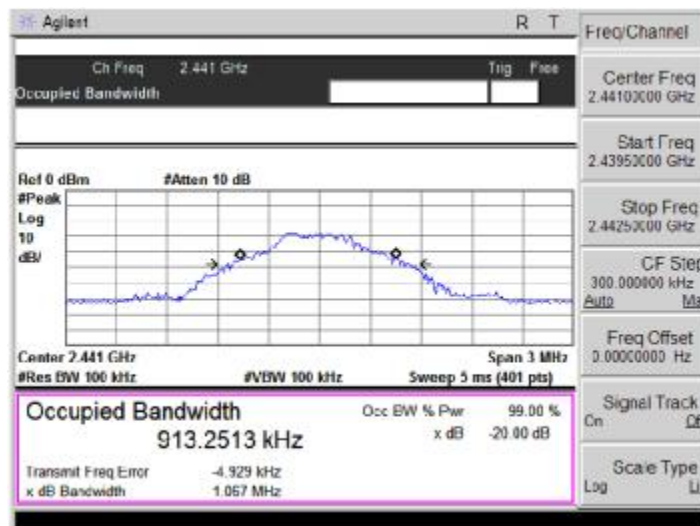 Agilent R T
Freq/Channel
Ch Freq 2.441 GHz Trig Free
Occupied Bandwidth
Center Freq
2.44100000 GHz
Start Freq
2.43950000 GHz
Ref 0 dBm #Atten 10 dB
#Peak
Log
10
dB/
Stop Freq
2.44250000 GHz
CF Step
300.000000 kHz
Auto Ma
Center 2.441 GHz Span 3 MHz
#Res BW 100 kHz #VBW 100 kHz Sweep 5 ms (401 pts)
Freq Offset
0.00000000 Hz
Occupied Bandwidth Occ BW % Pwr 99.00 %
913.2513 kHz x dB -20.00 dB
Transmit Freq Error -4.929 kHz
x dB Bandwidth 1.067 MHz
Signal Track
On Of
Scale Type
Log Li